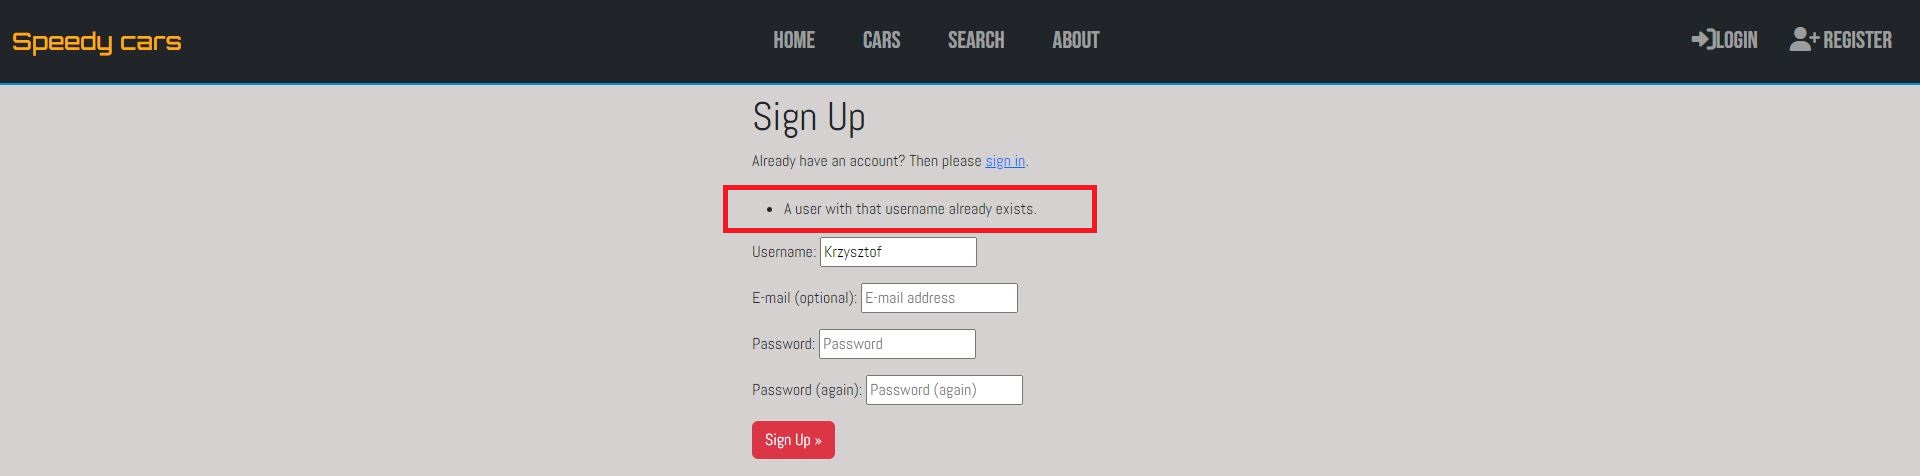 Speedy cars HOME CARS SEARCH ABOUT LOGIN REGISTER
Sign Up
Already have an account? Then please sign in.
• A user with that username already exists.
Username: Krzysztof
E-mail (optional): E-mail address
Password: Password
Password (again): Password (again)
Sign Up »